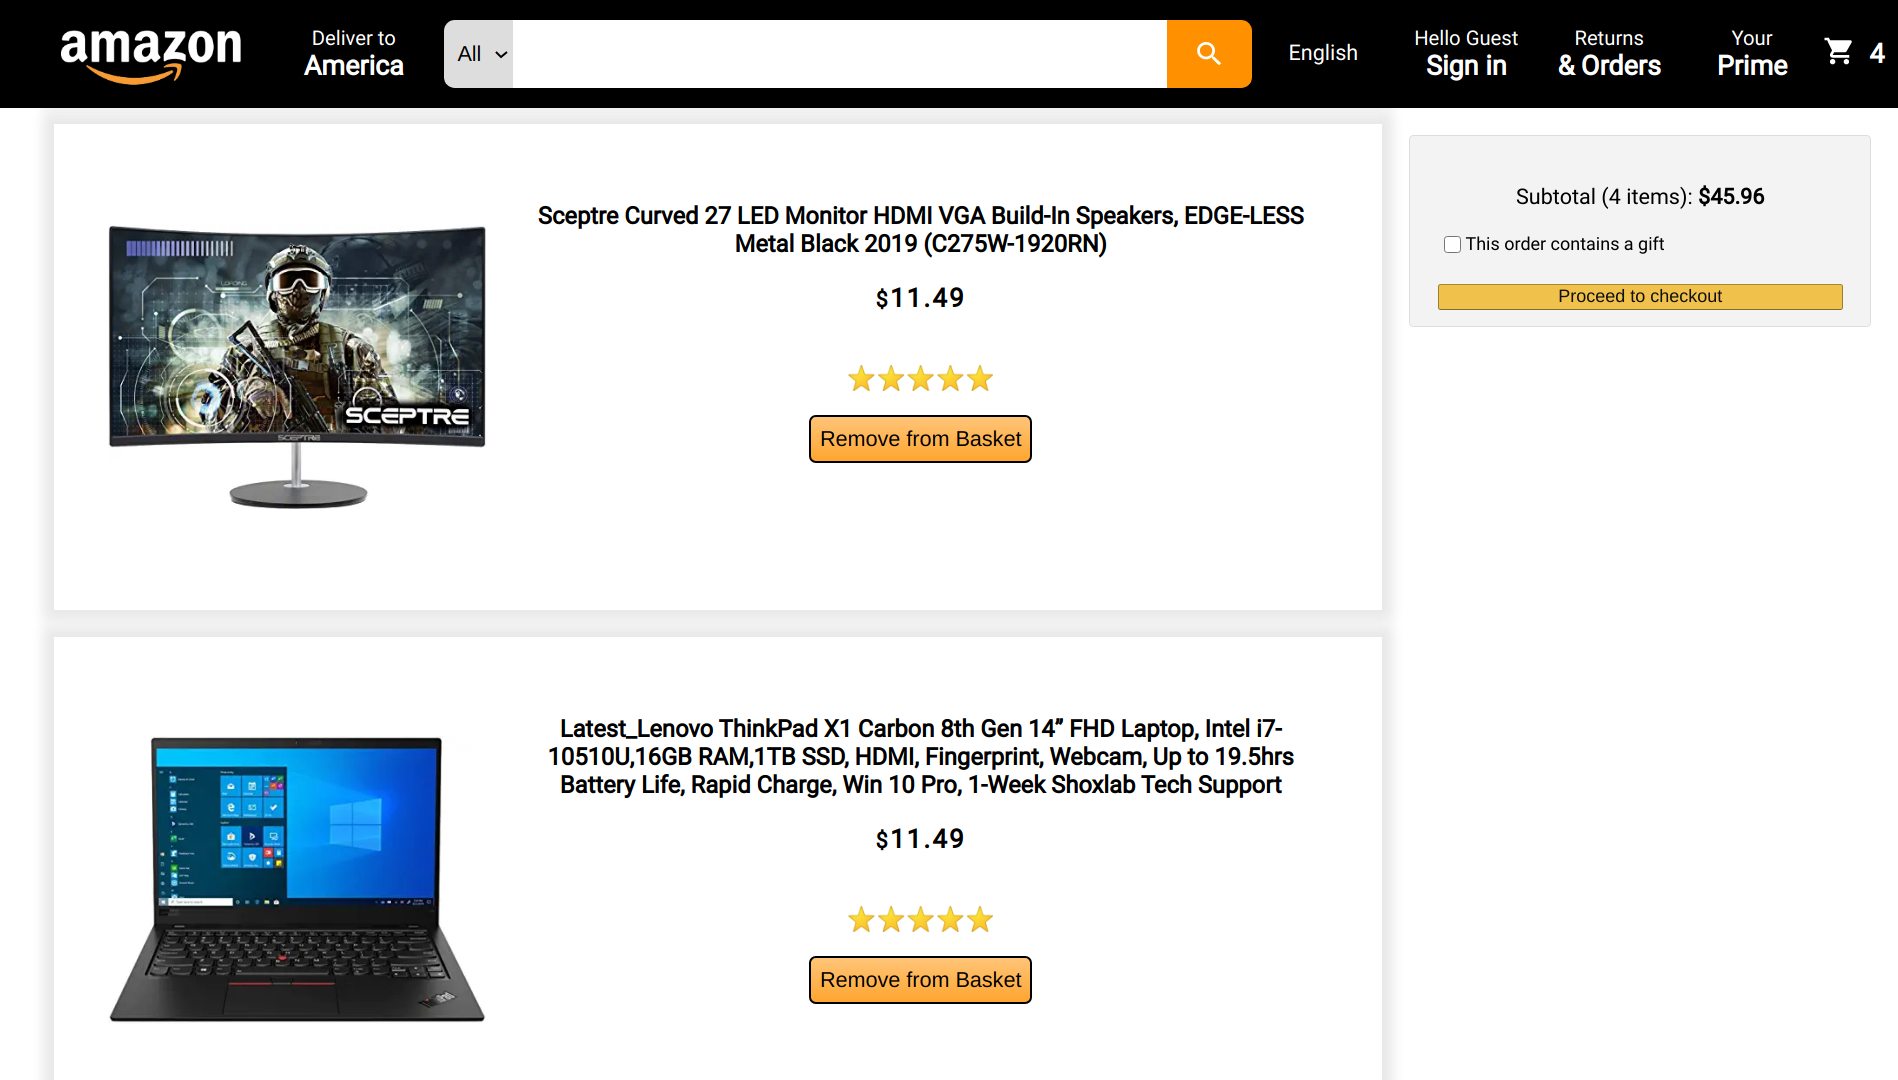 amazon
Deliver to
America
All
English
Hello Guest
Sign in
Returns
& Orders
Your
Prime
4
Sceptre Curved 27 LED Monitor HDMI VGA Build-In Speakers, EDGE-LESS
Metal Black 2019 (C275W-1920RN)
$11.49
LOADING
SCEPTRE
SCEPTRE
Remove from Basket
Subtotal (4 items): $45.96
This order contains a gift
Proceed to checkout
Latest_Lenovo ThinkPad X1 Carbon 8th Gen 14” FHD Laptop, Intel i7-
10510U,16GB RAM,1TB SSD, HDMI, Fingerprint, Webcam, Up to 19.5hrs
Battery Life, Rapid Charge, Win 10 Pro, 1-Week Shoxlab Tech Support
$11.49
Remove from Basket